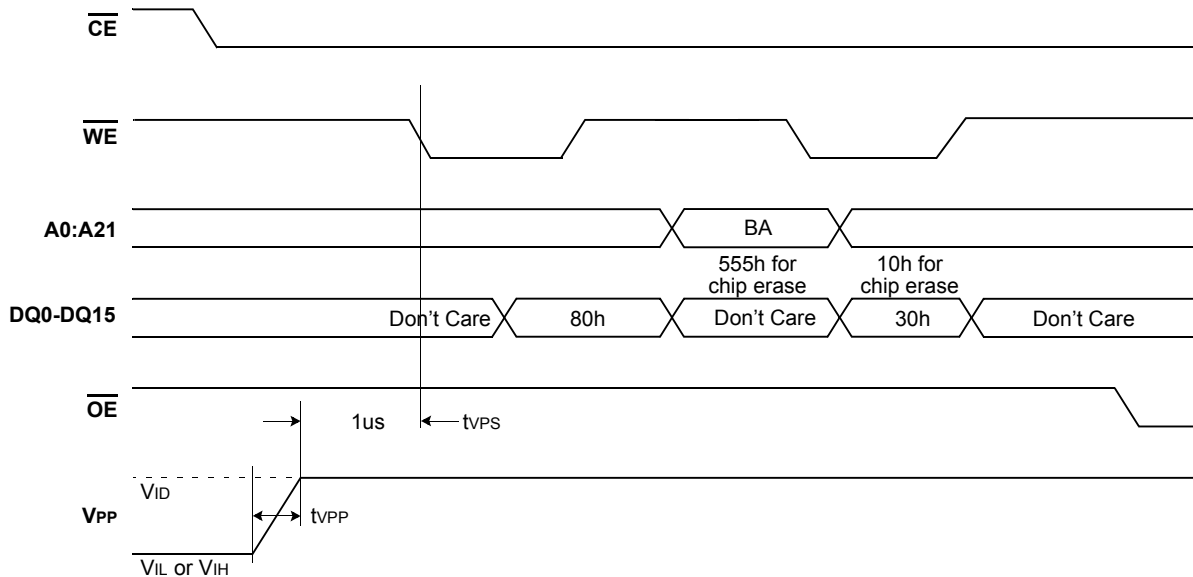 CE
WE
A0:A21
BA
555h for
chip erase
10h for
chip erase
DQ0-DQ15
Don't Care
80h
Don't Care
30h
Don't Care
OE
1us
tVPS
VID
VPP
tVPP
VIL or VIH